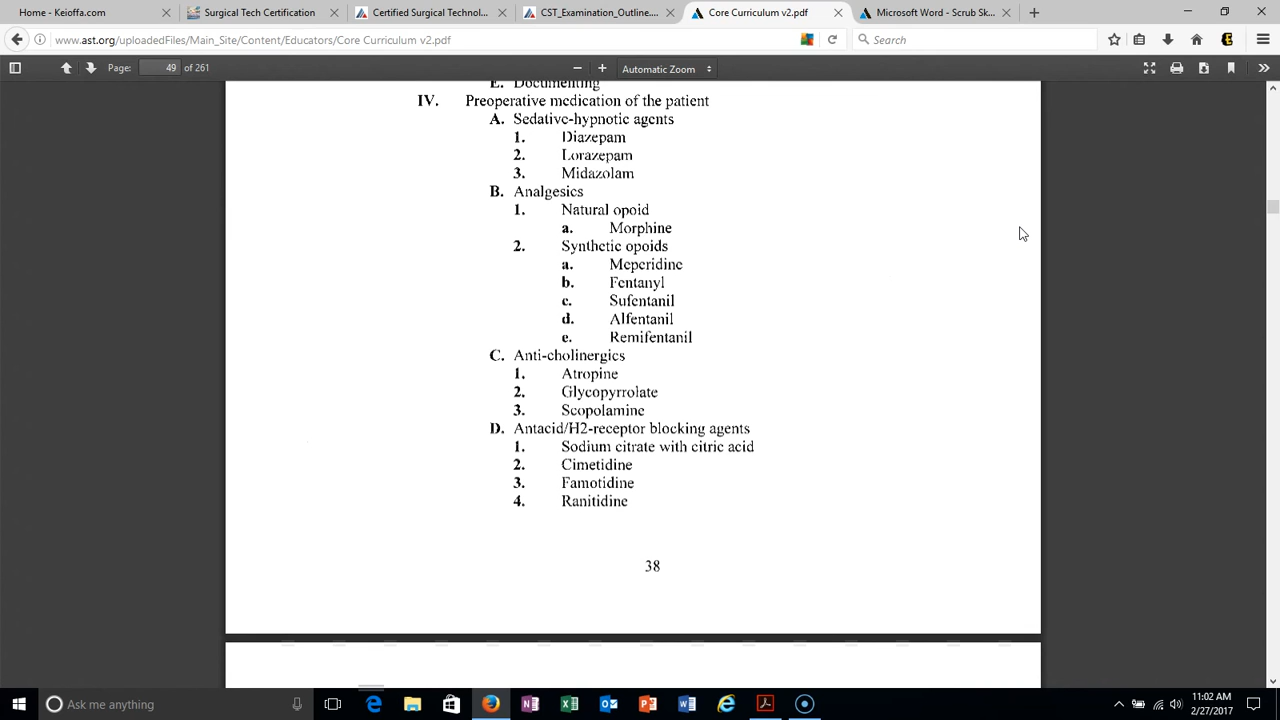 Home - Keioffa.com
Surgical Tech Certification
Certified Surgical Technol...
CST_Examination_Outline...
Core Curriculum v2.pdf
Microsoft Word - Scrub Sk...
www.ast.org/uploadedFiles/Main_Site/Content/Educators/Core Curriculum v2.pdf
Search
Page: 49 of 261
Automatic Zoom
E. Documenting
IV. Preoperative medication of the patient
A. Sedative-hypnotic agents
1. Diazepam
2. Lorazepam
3. Midazolam
B. Analgesics
1. Natural opoid
a. Morphine
2. Synthetic opoids
a. Meperidine
b. Fentanyl
c. Sufentanil
d. Alfentanil
e. Remifentanil
C. Anti-cholinergics
1. Atropine
2. Glycopyrrolate
3. Scopolamine
D. Antacid/H2-receptor blocking agents
1. Sodium citrate with citric acid
2. Cimetidine
3. Famotidine
4. Ranitidine
38
Ask me anything
11:02 AM
2/27/2017